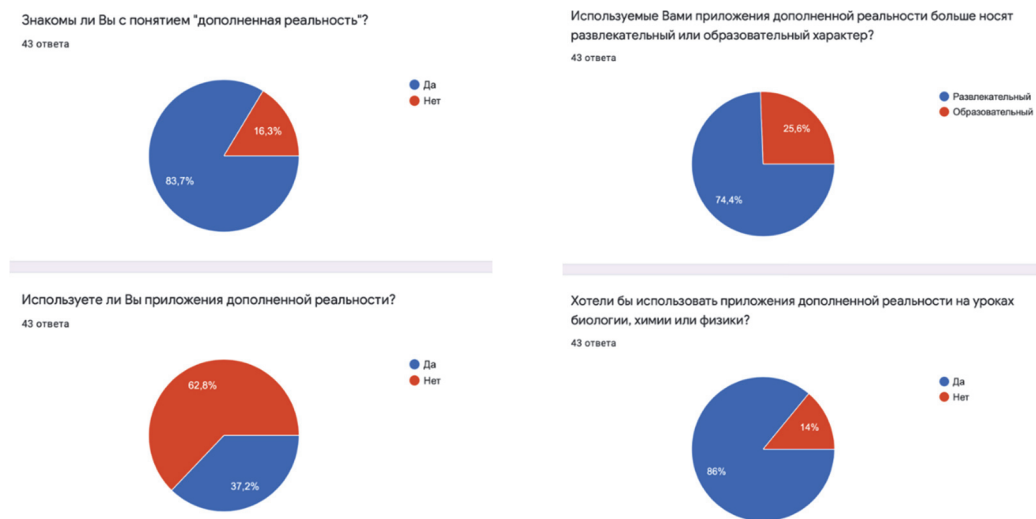 Знакомы ли Вы с понятием "дополненная реальность"?
43 ответа
Да
Нет
16,3%
83,7%
Используемые Вами приложения дополненной реальности больше носят
развлекательный или образовательный характер?
43 ответа
Развлекательный
Образовательный
25,6%
74,4%
Используете ли Вы приложения дополненной реальности?
43 ответа
Да
Нет
62,8%
37,2%
Хотели бы использовать приложения дополненной реальности на уроках
биологии, химии или физики?
43 ответа
Да
Нет
14%
86%